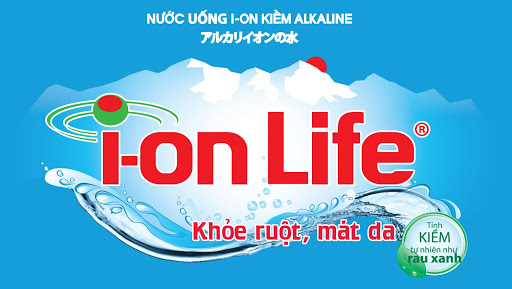 NƯỚC UỐNG I-ON KIỀM ALKALINE
アルカリイオンの水
i-on Life®
Khỏe ruột, mát da
Tính
KIỀM
tự nhiên như
rau xanh